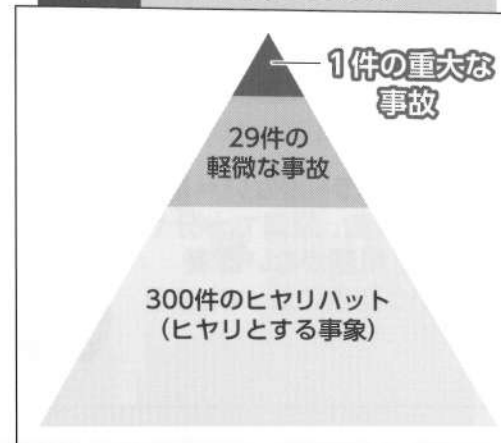 1件の重大な
事故
29件の
軽微な事故
300件のヒヤリハット
(ヒヤリとする事象)